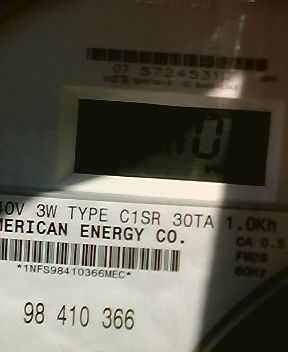 07 5724531
40V 3W TYPE C1SR 30TA 1.0Kh
MERICAN ENERGY CO.
CA 0.5
FM2S
60Hz
*1NFS98410366MEC*
98 410 366